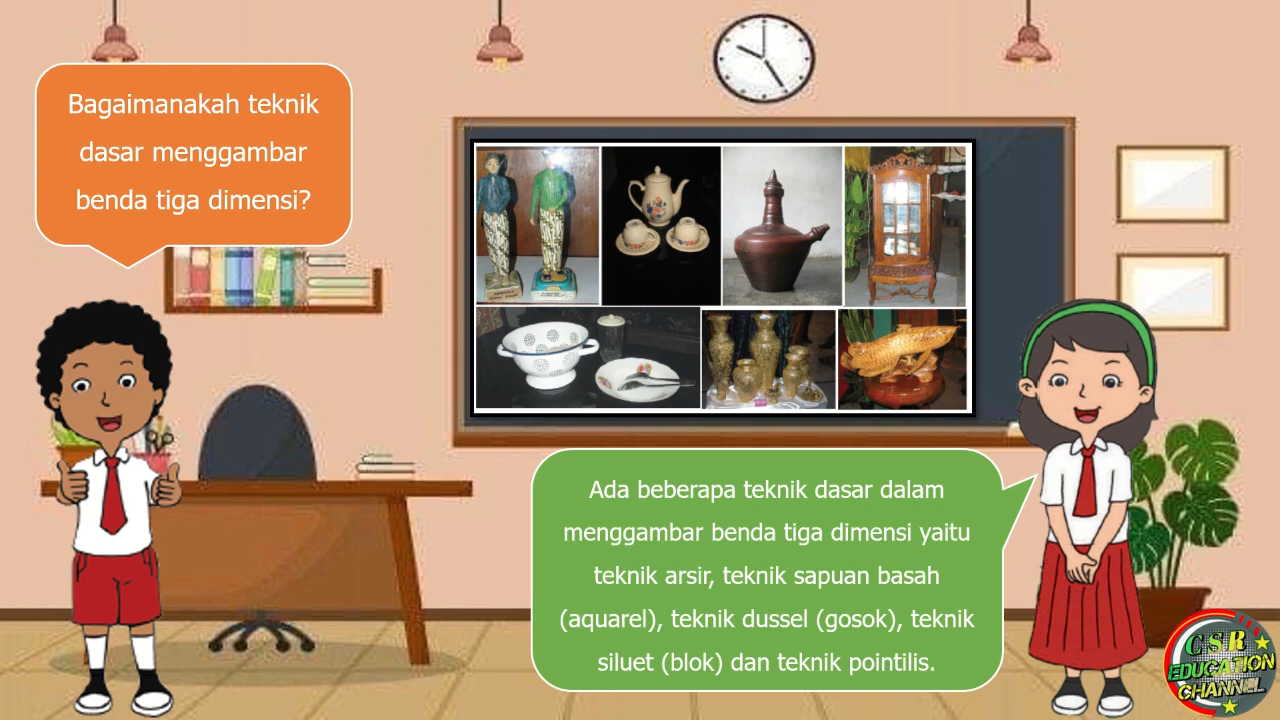 Bagaimanakah teknik
dasar menggambar
benda tiga dimensi?
Ada beberapa teknik dasar dalam
menggambar benda tiga dimensi yaitu
teknik arsir, teknik sapuan basah
(aquarel), teknik dussel (gosok), teknik
siluet (blok) dan teknik pointilis.
CSR
EDUCATION
CHANNEL